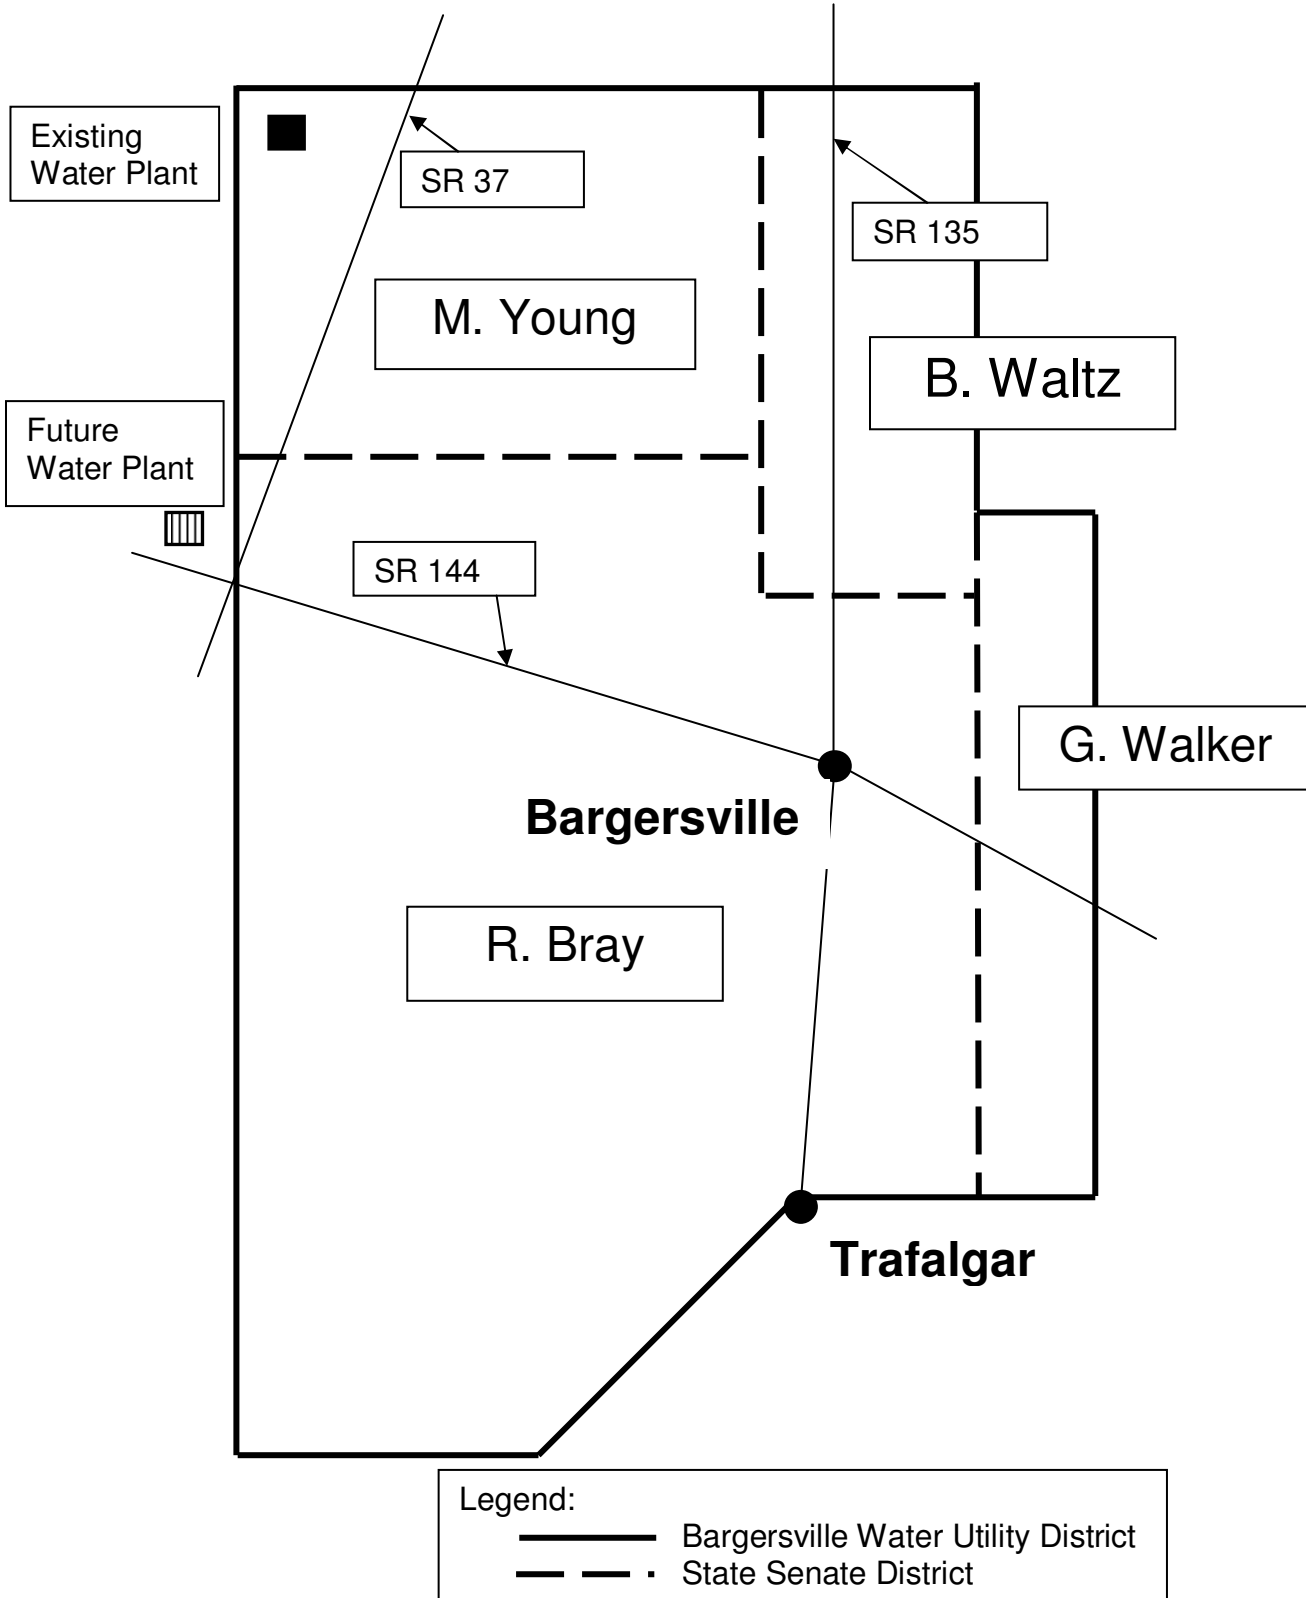 Existing
Water Plant
SR 37
SR 135
M. Young
B. Waltz
Future
Water Plant
SR 144
G. Walker
Bargersville
R. Bray
Trafalgar
Legend:
Bargersville Water Utility District
State Senate District